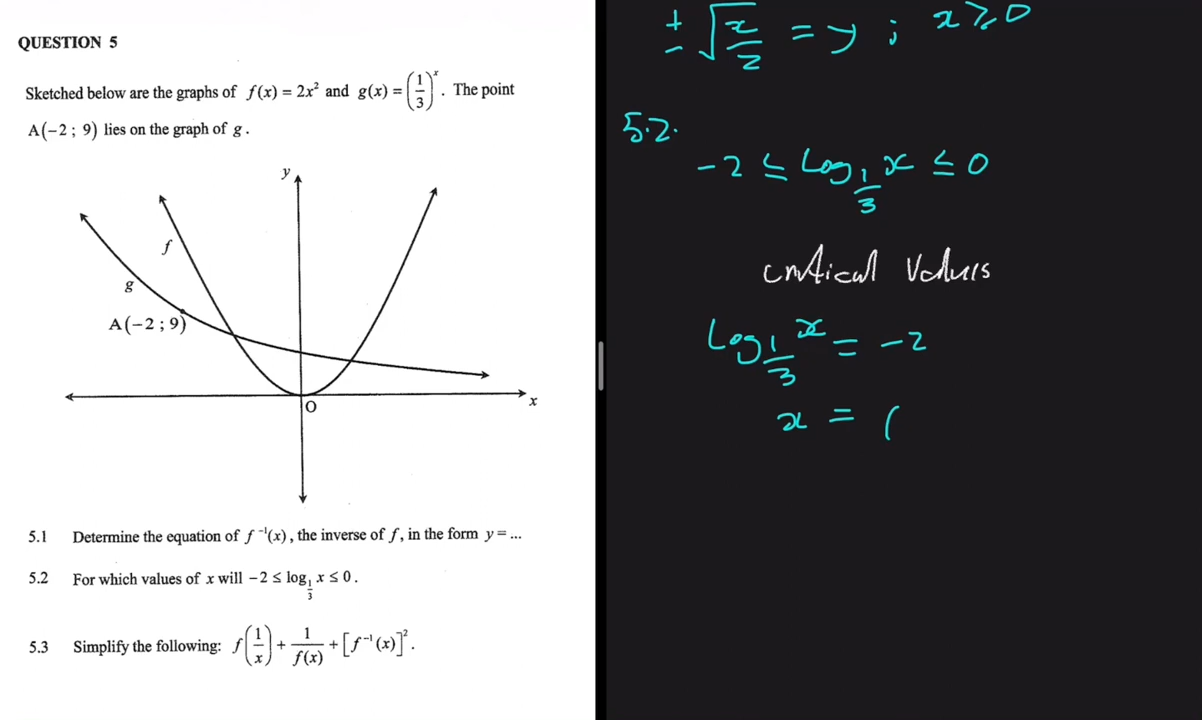 QUESTION 5
Sketched below are the graphs of f(x) = 2x² and g(x) = (1/3)^x . The point
A(−2 ; 9) lies on the graph of g .
y
f
g
A(−2 ; 9)
O
x
5.1 Determine the equation of f⁻¹(x), the inverse of f, in the form y = ...
5.2 For which values of x will −2 ≤ log_{1/3} x ≤ 0 .
5.3 Simplify the following: f(1/x) + 1/f(x) + [f⁻¹(x)]² .
± √(x/2) = y ; x ≥ 0
5.2.
−2 ≤ log_{1/3} x ≤ 0
critical values
log_{1/3} x = −2
x = (